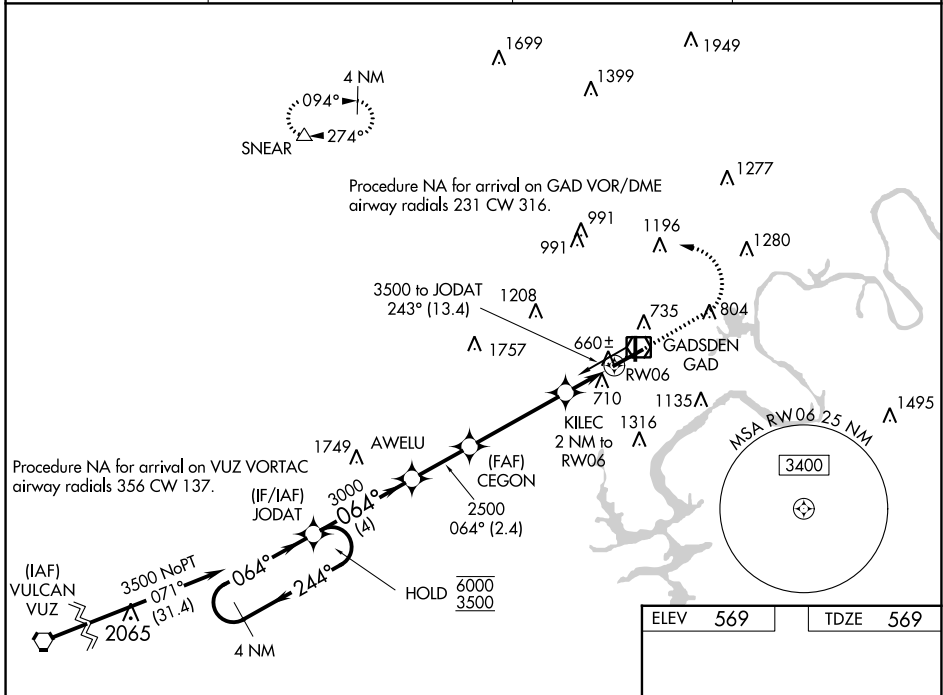 1699
1949
4 NM
1399
094°
274°
SNEAR
1277
Procedure NA for arrival on GAD VOR/DME
airway radials 231 CW 316.
991
991
1196
1280
3500 to JODAT
243° (13.4)
1208
735
804
1757
660±
GADSDEN
GAD
RW06
710
1135
1495
KILEC
2 NM to
RW06
1316
MSA RW06 25 NM
3400
1749
AWELU
(FAF)
CEGON
Procedure NA for arrival on VUZ VORTAC
airway radials 356 CW 137.
(IF/IAF)
JODAT
3000
064°
(4)
2500
064° (2.4)
(IAF)
VULCAN
VUZ
3500 NoPT
071°
(31.4)
064°
244°
HOLD 6000
3500
2065
4 NM
ELEV 569
TDZE 569